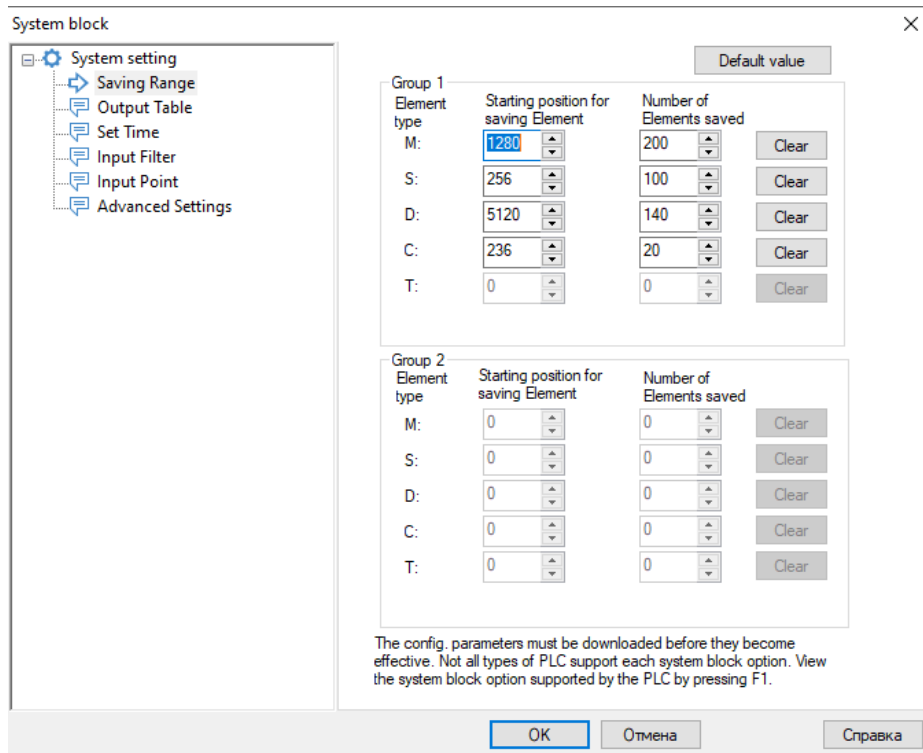 System block
System setting
Saving Range
Output Table
Set Time
Input Filter
Input Point
Advanced Settings
Default value
Group 1
Element type
Starting position for saving Element
Number of Elements saved
M: 1280 200 Clear
S: 256 100 Clear
D: 5120 140 Clear
C: 236 20 Clear
T: 0 0 Clear
Group 2
Element type
Starting position for saving Element
Number of Elements saved
M: 0 0 Clear
S: 0 0 Clear
D: 0 0 Clear
C: 0 0 Clear
T: 0 0 Clear
The config. parameters must be downloaded before they become
effective. Not all types of PLC support each system block option. View
the system block option supported by the PLC by pressing F1.
OK Отмена Справка